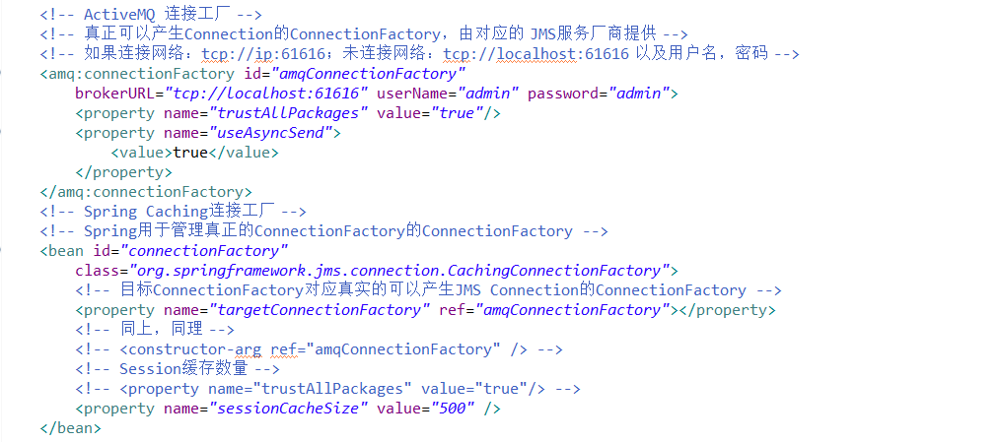 <!-- ActiveMQ 连接工厂 -->
<!-- 真正可以产生Connection的ConnectionFactory，由对应的 JMS服务厂商提供 -->
<!-- 如果连接网络：tcp://ip:61616；未连接网络：tcp://localhost:61616 以及用户名，密码 -->
<amq:connectionFactory id="amqConnectionFactory"
brokerURL="tcp://localhost:61616" userName="admin" password="admin">
<property name="trustAllPackages" value="true"/>
<property name="useAsyncSend">
<value>true</value>
</property>
</amq:connectionFactory>
<!-- Spring Caching连接工厂 -->
<!-- Spring用于管理真正的ConnectionFactory的ConnectionFactory -->
<bean id="connectionFactory"
class="org.springframework.jms.connection.CachingConnectionFactory">
<!-- 目标ConnectionFactory对应真实的可以产生JMS Connection的ConnectionFactory -->
<property name="targetConnectionFactory" ref="amqConnectionFactory"></property>
<!-- 同上，同理 -->
<!-- <constructor-arg ref="amqConnectionFactory" /> -->
<!-- Session缓存数量 -->
<!-- <property name="trustAllPackages" value="true"/> -->
<property name="sessionCacheSize" value="500" />
</bean>